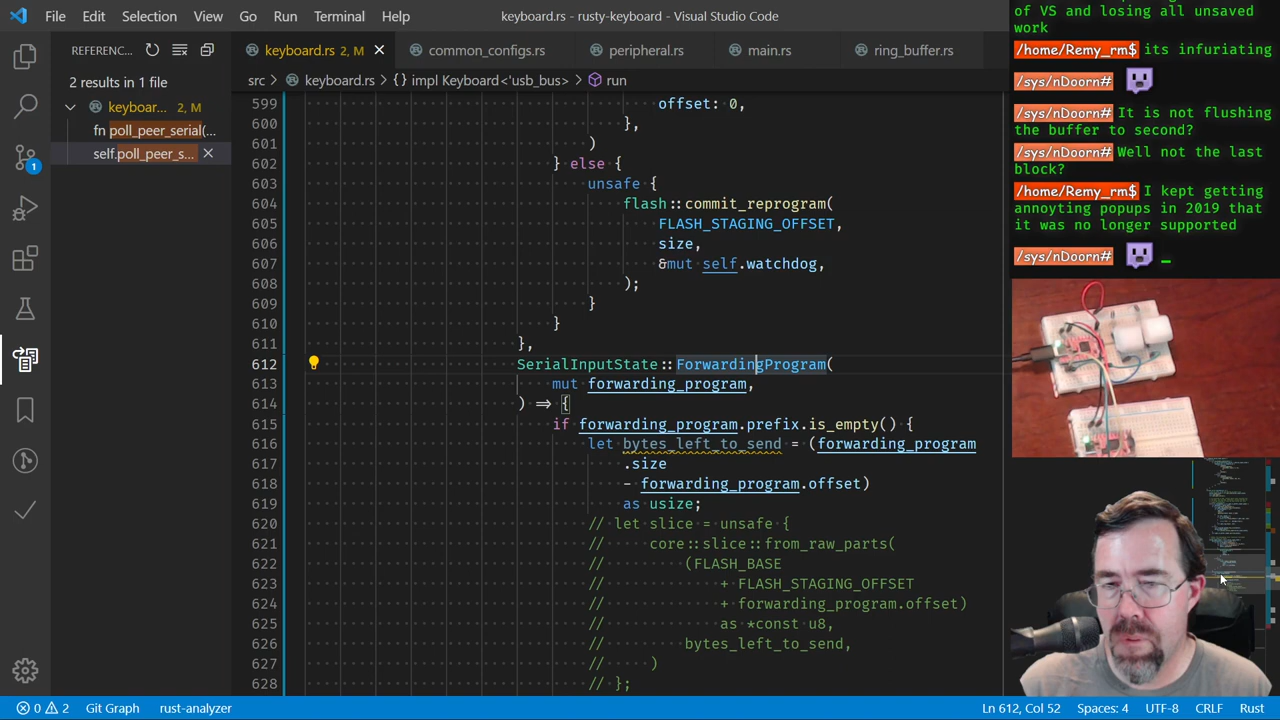 File Edit Selection View Go Run Terminal Help
keyboard.rs - rusty-keyboard - Visual Studio Code
REFERENC...
2 results in 1 file
keyboar... 2, M
fn poll_peer_serial(...
self.poll_peer_s...
1
keyboard.rs 2, M
common_configs.rs
peripheral.rs
main.rs
ring_buffer.rs
src > keyboard.rs > {} impl Keyboard<'usb_bus> > run
599 offset: 0,
600 },
601 )
602 } else {
603 unsafe {
604 flash::commit_reprogram(
605 FLASH_STAGING_OFFSET,
606 size,
607 &mut self.watchdog,
608 );
609 }
610 }
611 },
612 SerialInputState::ForwardingProgram(
613 mut forwarding_program,
614 ) => {
615 if forwarding_program.prefix.is_empty() {
616 let bytes_left_to_send = (forwarding_program
617 .size
618 - forwarding_program.offset)
619 as usize;
620 // let slice = unsafe {
621 // core::slice::from_raw_parts(
622 // (FLASH_BASE
623 // + FLASH_STAGING_OFFSET
624 // + forwarding_program.offset)
625 // as *const u8,
626 // bytes_left_to_send,
627 // )
628 // };
of VS and losing all unsaved
work
/home/Remy_rm$ its infuriating
/sys/nDoorn#
/sys/nDoorn# It is not flushing
the buffer to second?
/sys/nDoorn# Well not the last
block?
/home/Remy_rm$ I kept getting
annoyting popups in 2019 that
it was no longer supported
/sys/nDoorn# _
0 2 Git Graph rust-analyzer
Ln 612, Col 52 Spaces: 4 UTF-8 CRLF Rust